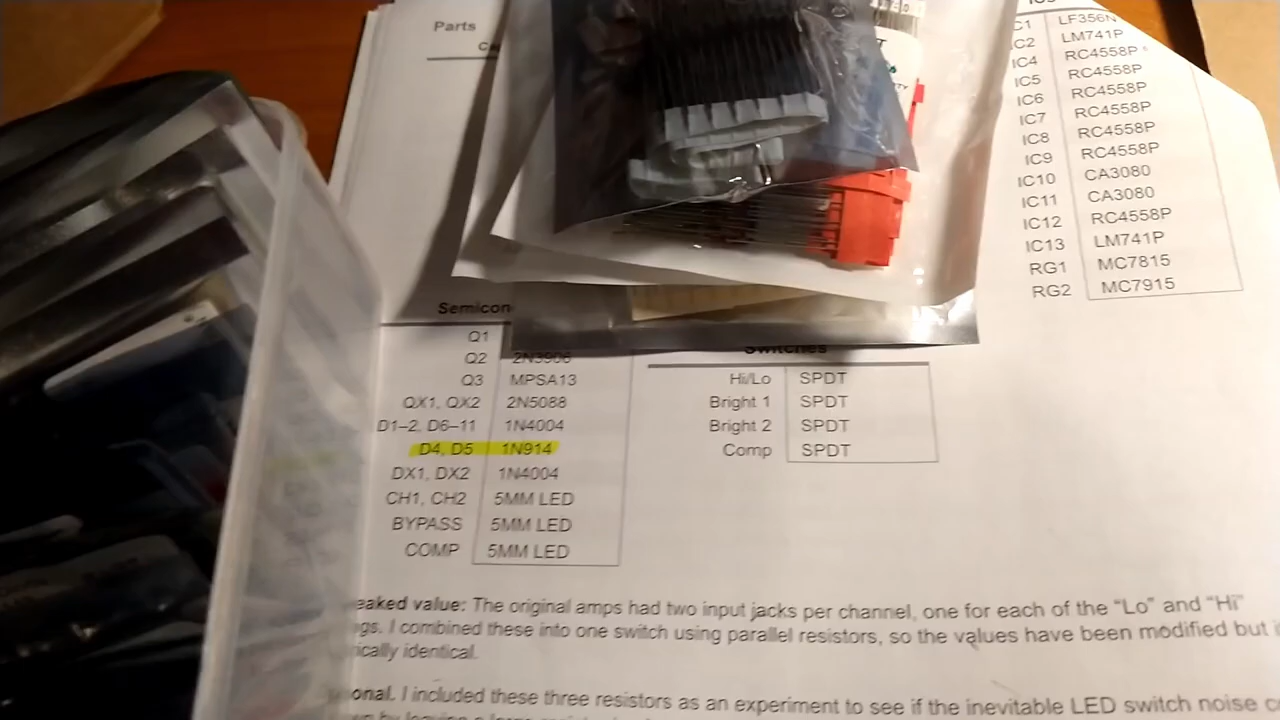 Parts
ICs
LF356N
IC2 LM741P
IC4 RC4558P
IC5 RC4558P
IC6 RC4558P
IC7 RC4558P
IC8 RC4558P
IC9 RC4558P
IC10 CA3080
IC11 CA3080
IC12 RC4558P
IC13 LM741P
RG1 MC7815
RG2 MC7915
Semicon
Q1
Q2 2N3906
Q3 MPSA13
QX1, QX2 2N5088
D1–2, D6–11 1N4004
D4, D5 1N914
DX1, DX2 1N4004
CH1, CH2 5MM LED
BYPASS 5MM LED
COMP 5MM LED
Switches
Hi/Lo SPDT
Bright 1 SPDT
Bright 2 SPDT
Comp SPDT
eaked value: The original amps had two input jacks per channel, one for each of the “Lo” and “Hi”
ngs. I combined these into one switch using parallel resistors, so the values have been modified but
rically identical.
onal. I included these three resistors as an experiment to see if the inevitable LED switch noise